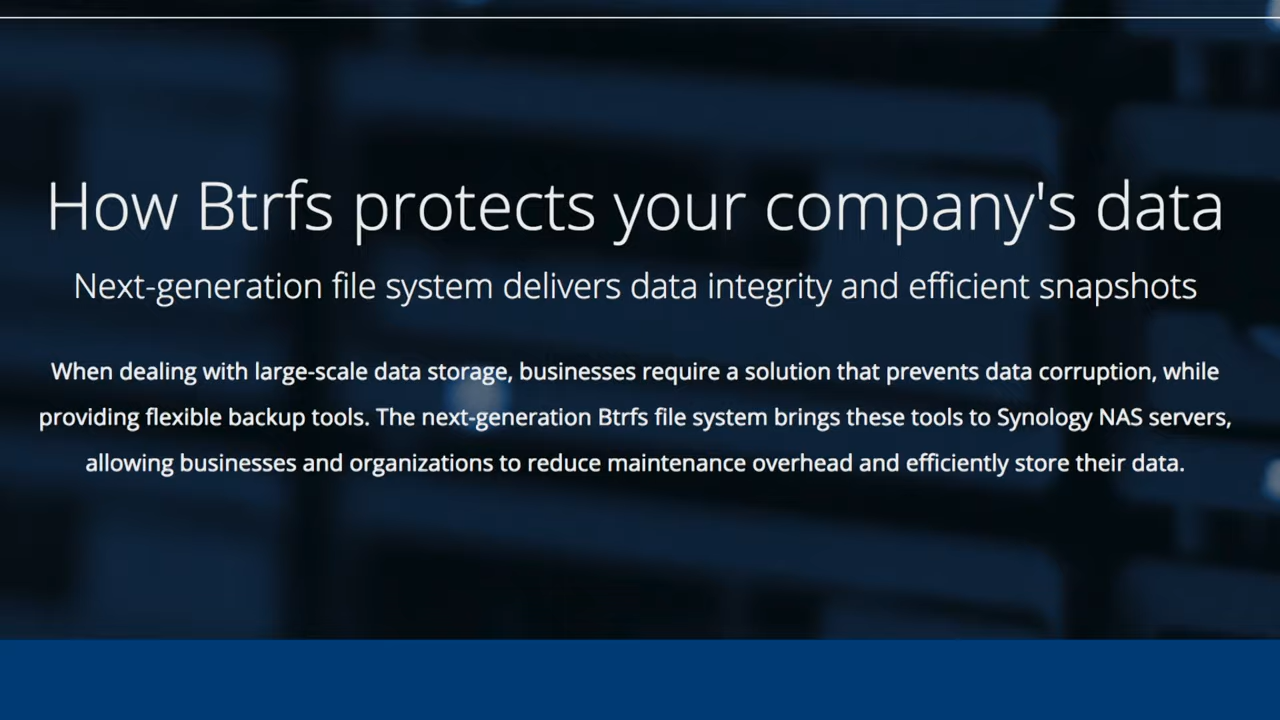 How Btrfs protects your company's data
Next-generation file system delivers data integrity and efficient snapshots
When dealing with large-scale data storage, businesses require a solution that prevents data corruption, while
providing flexible backup tools. The next-generation Btrfs file system brings these tools to Synology NAS servers,
allowing businesses and organizations to reduce maintenance overhead and efficiently store their data.